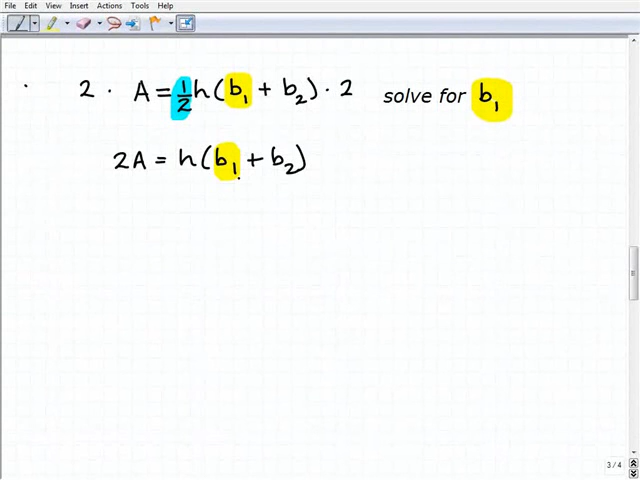 File Edit View Insert Actions Tools Help
2 · A = 1/2 h(b₁ + b₂) · 2 solve for b₁
2A = h(b₁ + b₂)
3 / 4